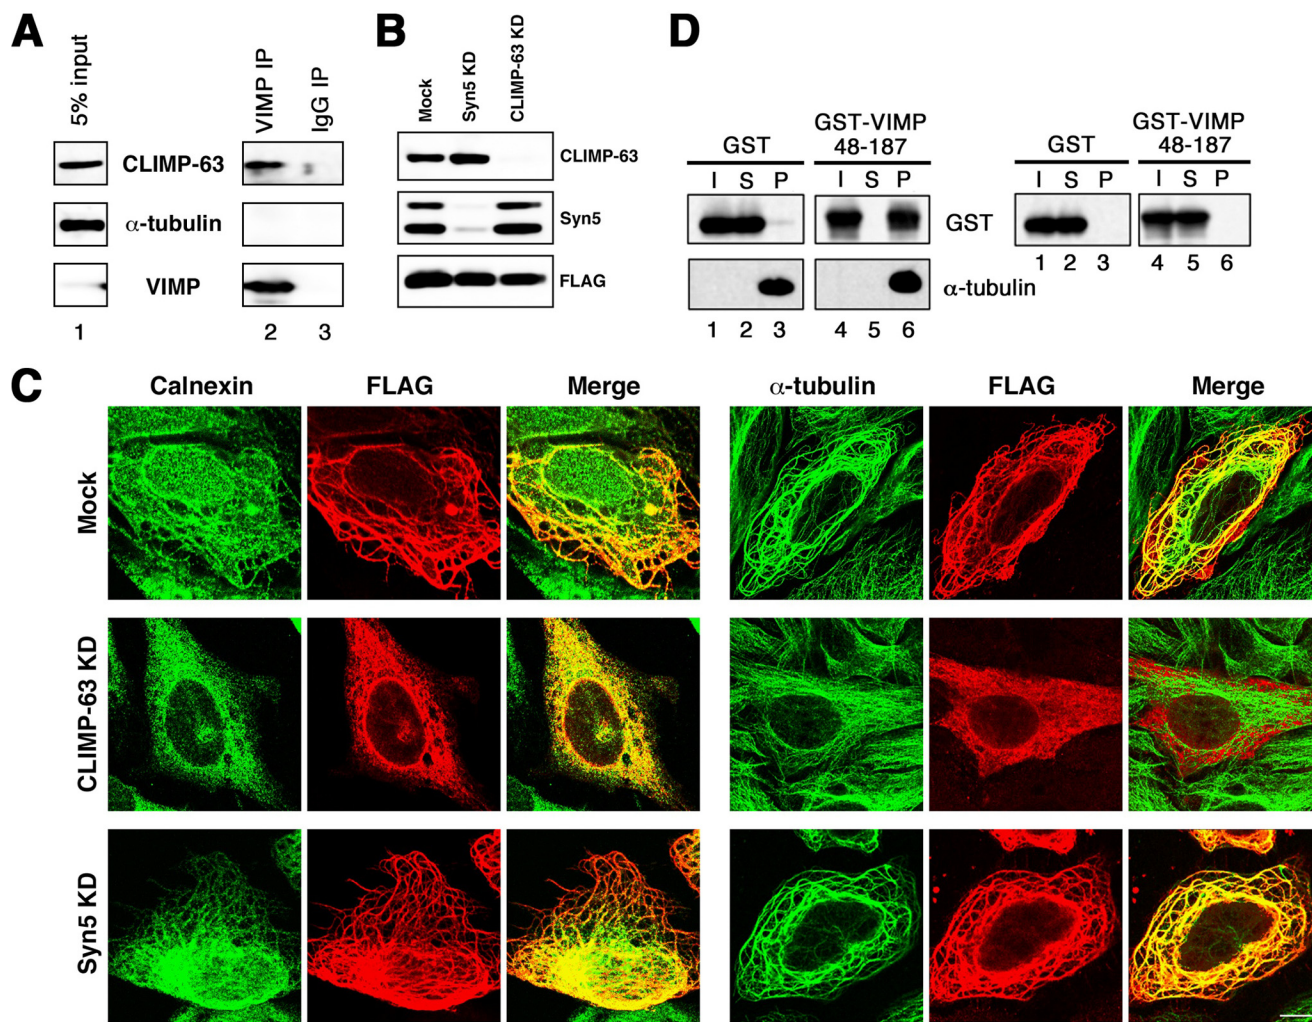 A
5% input
VIMP IP
IgG IP
CLIMP-63
α-tubulin
VIMP
1
2
3
B
Mock
Syn5 KD
CLIMP-63 KD
CLIMP-63
Syn5
FLAG
D
GST
GST-VIMP
48-187
I S P
I S P
GST
α-tubulin
1 2 3
4 5 6
GST
GST-VIMP
48-187
I S P
I S P
1 2 3
4 5 6
C
Calnexin
FLAG
Merge
α-tubulin
FLAG
Merge
Mock
CLIMP-63 KD
Syn5 KD